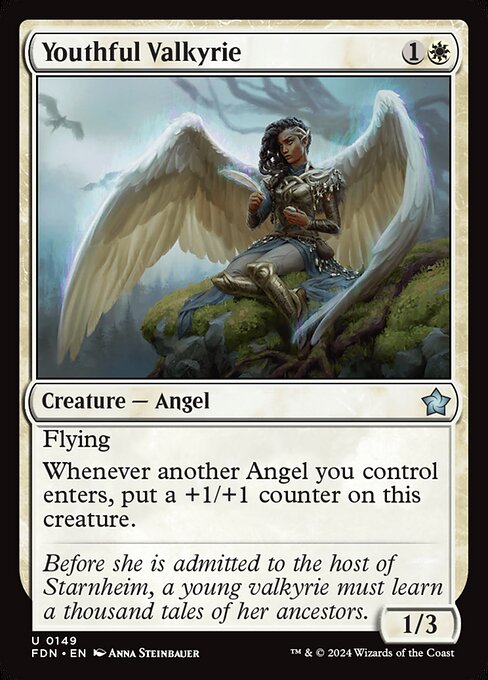 Youthful Valkyrie 1
Creature — Angel
Flying
Whenever another Angel you control
enters, put a +1/+1 counter on this
creature.
Before she is admitted to the host of
Starnheim, a young valkyrie must learn
a thousand tales of her ancestors.
1/3
U 0149
FDN • EN Anna Steinbauer
™ & © 2024 Wizards of the Coast